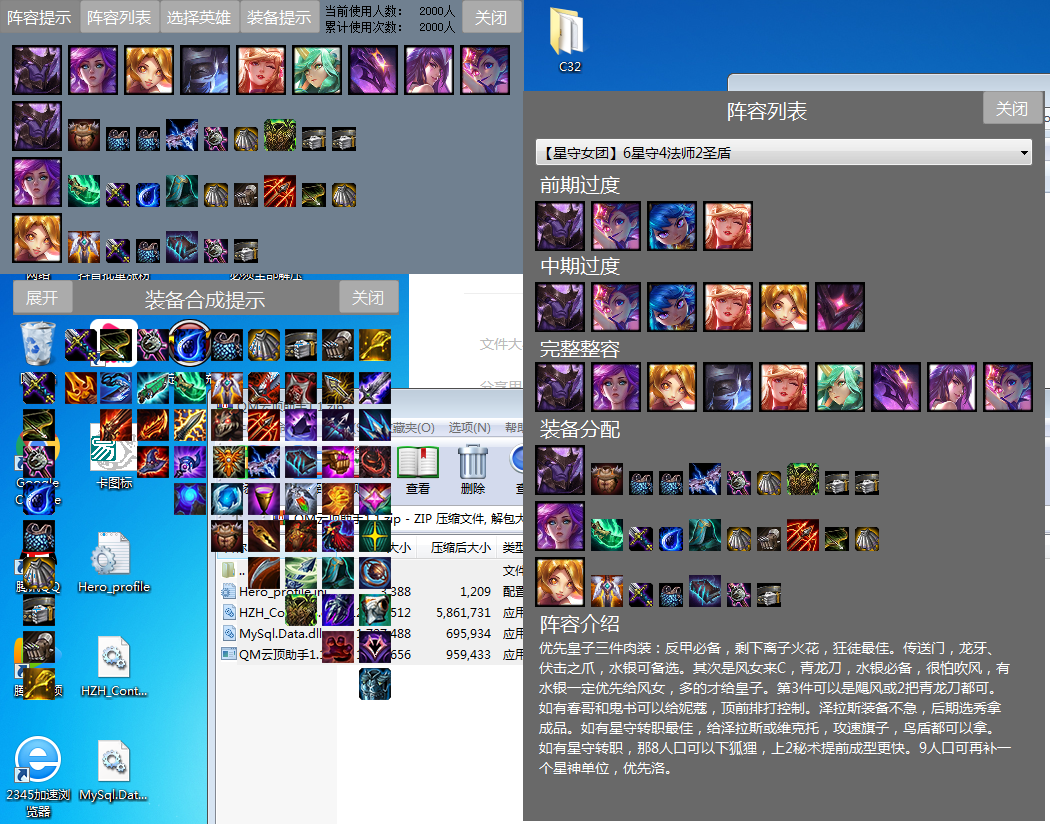 阵容提示 阵容列表 选择英雄 装备提示 当前使用人数： 2000人 关闭
累计使用次数： 2000人
C32
阵容列表 关闭
【星守女团】6星守4法师2圣盾
前期过度
中期过度
完整整容
装备分配
阵容介绍
优先皇子三件肉装：反甲必备，剩下离子火花，狂徒最佳。传送门，龙牙、
伏击之爪，水银可备选。其次是风女来C，青龙刀，水银必备，很怕吹风，有
水银一定优先给风女，多的才给皇子。第3件可以是飓风或2把青龙刀都可。
如有春哥和鬼书可以给妮蔻，顶前排打控制。泽拉斯装备不急，后期选秀拿
成品。如有星守转职最佳，给泽拉斯或维克托，攻速旗子，鸟盾都可以拿。
如有星守转职，那8人口可以下狐狸，上2秘术提前成型更快。9人口可再补一
个星神单位，优先洛。
展开 装备合成提示 关闭
文件大
藏夹(O) 选项(N) 帮助
查看 删除
.zip - ZIP 压缩文件, 解包大
大小 压缩后大小 类型
..
Hero_profile.ini 3,388 1,209 配置
HZH_Co 512 5,861,731 应用
MySql.Data.dll 488 695,934 应用
QM云顶助手1. 656 959,433 应用
卡图标
Google
Hero_profile
HZH_Cont...
2345加速浏
览器
MySql.Dat...